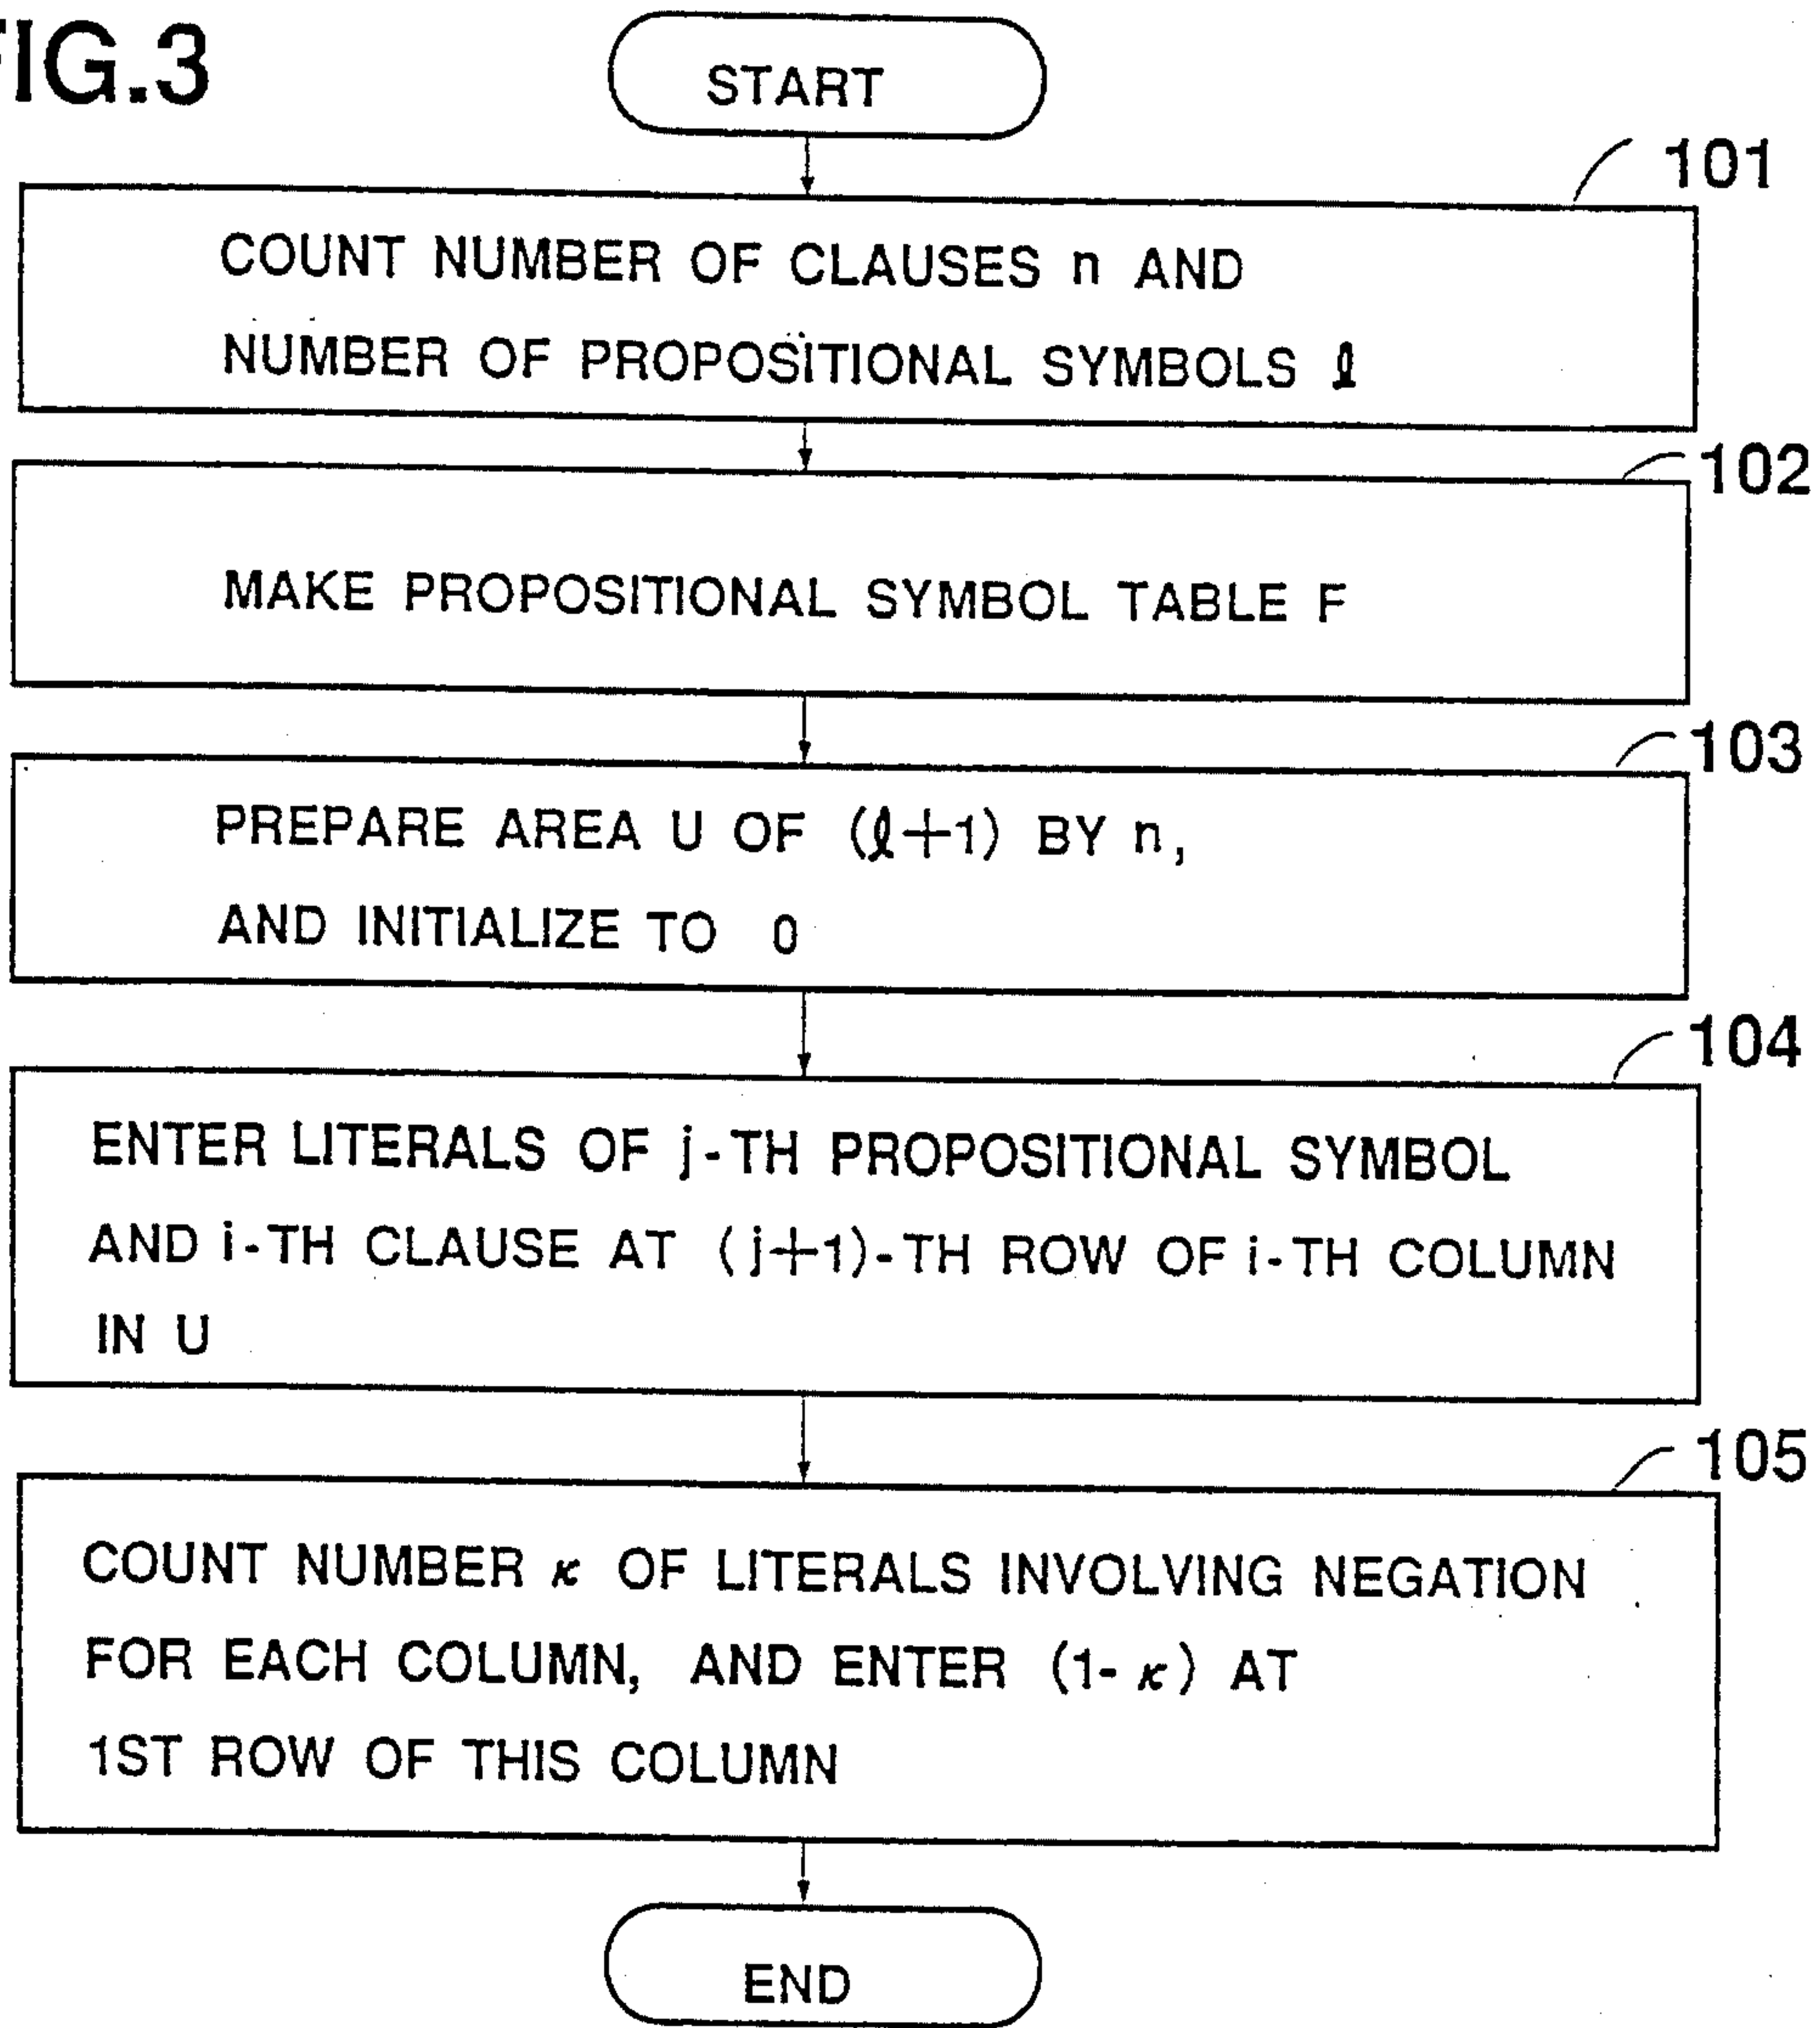 FIG.3
START
101
COUNT NUMBER OF CLAUSES n AND
NUMBER OF PROPOSITIONAL SYMBOLS ℓ
102
MAKE PROPOSITIONAL SYMBOL TABLE F
103
PREPARE AREA U OF (ℓ+1) BY n,
AND INITIALIZE TO 0
104
ENTER LITERALS OF j-TH PROPOSITIONAL SYMBOL
AND i-TH CLAUSE AT (j+1)-TH ROW OF i-TH COLUMN
IN U
105
COUNT NUMBER κ OF LITERALS INVOLVING NEGATION
FOR EACH COLUMN, AND ENTER (1-κ) AT
1ST ROW OF THIS COLUMN
END